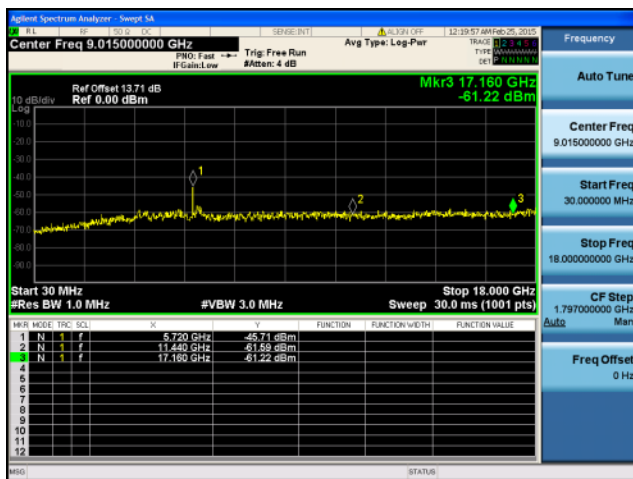 Agilent Spectrum Analyzer - Swept SA
RL RF 50 Ω DC SENSE:INT ALIGN OFF 12:19:57 AM Feb 25, 2015
Center Freq 9.015000000 GHz
PNO: Fast
IFGain:Low
Trig: Free Run
#Atten: 4 dB
Avg Type: Log-Pwr
TRACE 1 2 3 4 5 6
TYPE
DET P N N N N N
Frequency
Ref Offset 13.71 dB
10 dB/div Ref 0.00 dBm
Log
Mkr3 17.160 GHz
-61.22 dBm
Auto Tune
-10.0
-20.0
-30.0
-40.0
-50.0
-60.0
-70.0
-80.0
-90.0
1
2
3
Center Freq
9.015000000 GHz
Start Freq
30.000000 MHz
Stop Freq
18.000000000 GHz
Start 30 MHz Stop 18.000 GHz
#Res BW 1.0 MHz #VBW 3.0 MHz Sweep 30.0 ms (1001 pts)
CF Step
1.797000000 GHz
Auto Man
MKR MODE TRC SCL X Y FUNCTION FUNCTION WIDTH FUNCTION VALUE
1 N 1 f 5.720 GHz -45.71 dBm
2 N 1 f 11.440 GHz -61.59 dBm
3 N 1 f 17.160 GHz -61.22 dBm
4
5
6
7
8
9
10
11
12
Freq Offset
0 Hz
MSG STATUS